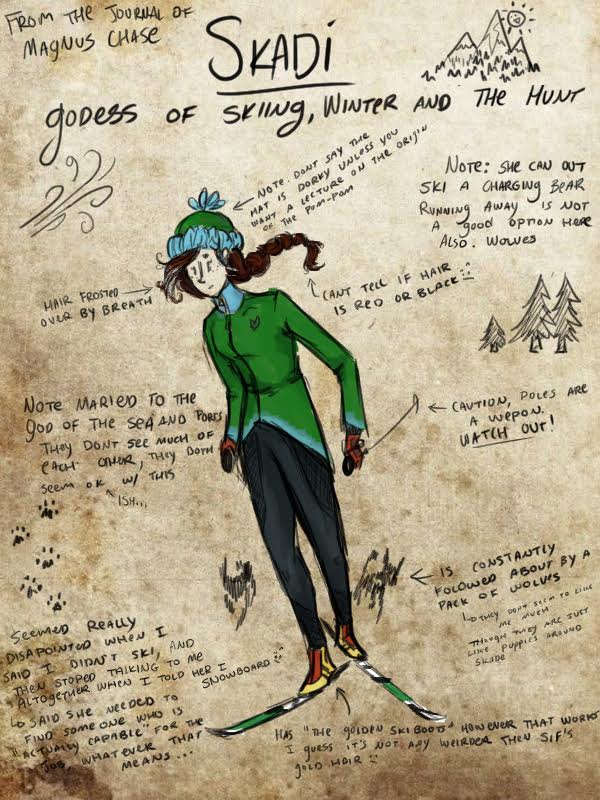 From the Journal of
Magnus Chase
Skadi
godess of skiing, Winter and The Hunt
Note. Dont say the
hat is dorky unless you
want a lecture on the origin
of the pom-pom
Note: she can out
ski a charging bear
Running away is not
a good option here
Also. Wolves
Hair frosted
over by breath
Cant tell if hair
is red or black
Note maried to the
god of the sea and ports
They dont see much of
each other, they both
seem ok w/ this
ish...
Caution, poles are
a wepon.
Watch out!
Is constantly
folowed about by a
pack of wolves
they dont seem to like
me much
though they are just
like puppies around
Skade
Seemed really
disapointed when I
said I didn't ski, and
then stoped talking to me
altogether when I told her I
snowboard
Said she needed to
find someone who is
"actually capable" for the
job, whatever that
means...
Has "the golden ski boots" however that works
I guess it's not any weirder then Sif's
gold hair